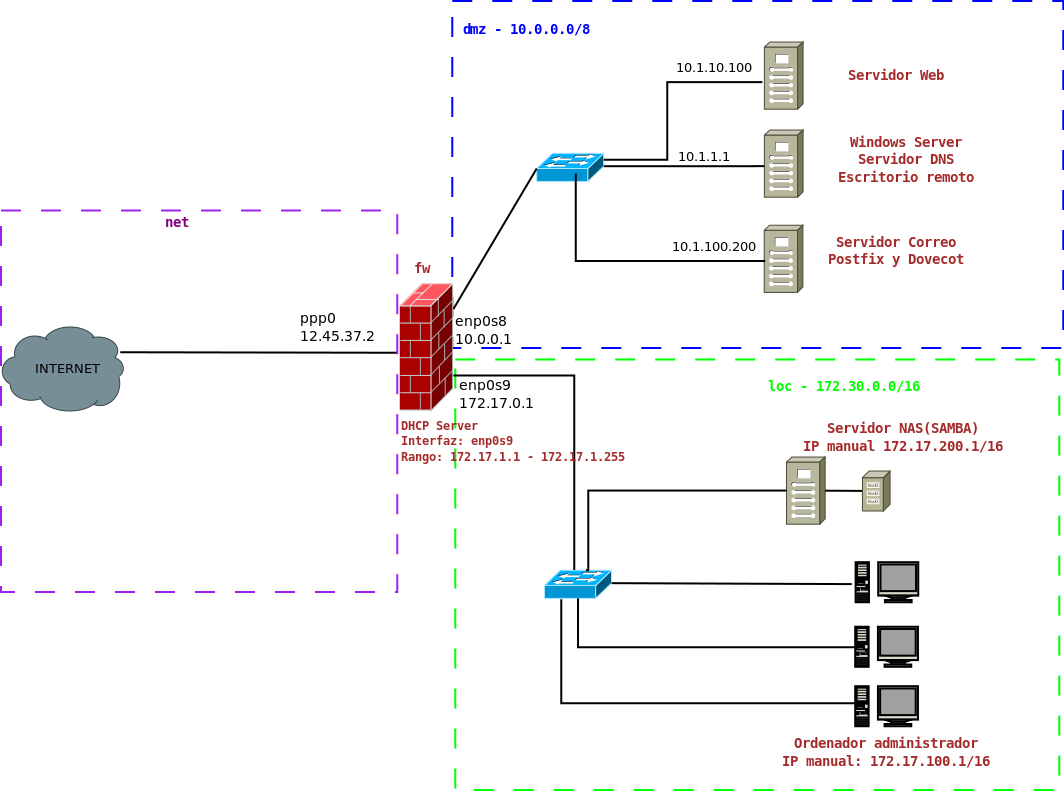 dmz - 10.0.0.0/8
10.1.10.100
Servidor Web
10.1.1.1
Windows Server
Servidor DNS
Escritorio remoto
10.1.100.200
Servidor Correo
Postfix y Dovecot
net
fw
ppp0
12.45.37.2
enp0s8
10.0.0.1
INTERNET
enp0s9
172.17.0.1
loc - 172.30.0.0/16
DHCP Server
Interfaz: enp0s9
Rango: 172.17.1.1 - 172.17.1.255
Servidor NAS(SAMBA)
IP manual 172.17.200.1/16
Ordenador administrador
IP manual: 172.17.100.1/16